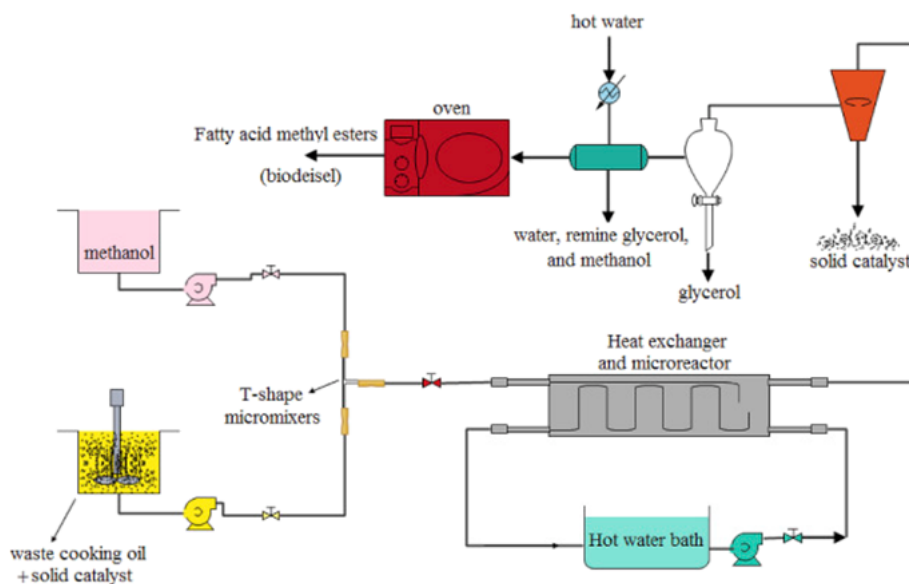 hot water
oven
Fatty acid methyl esters
(biodeisel)
methanol
water, remine glycerol,
and methanol
glycerol
solid catalyst
T-shape
micromixers
Heat exchanger
and microreactor
waste cooking oil
+solid catalyst
Hot water bath